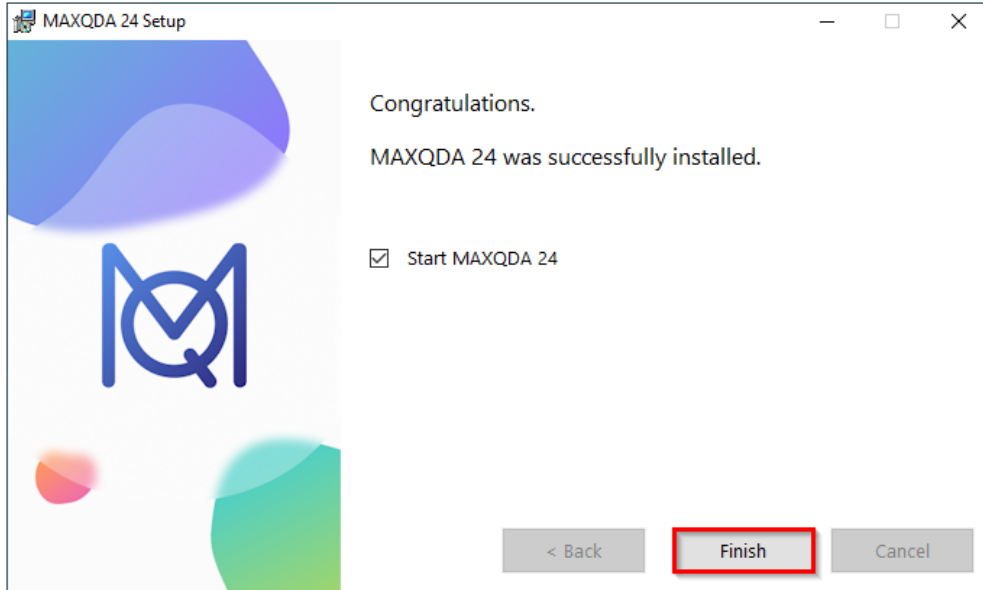 MAXQDA 24 Setup
Congratulations.
MAXQDA 24 was successfully installed.
Start MAXQDA 24
< Back
Finish
Cancel